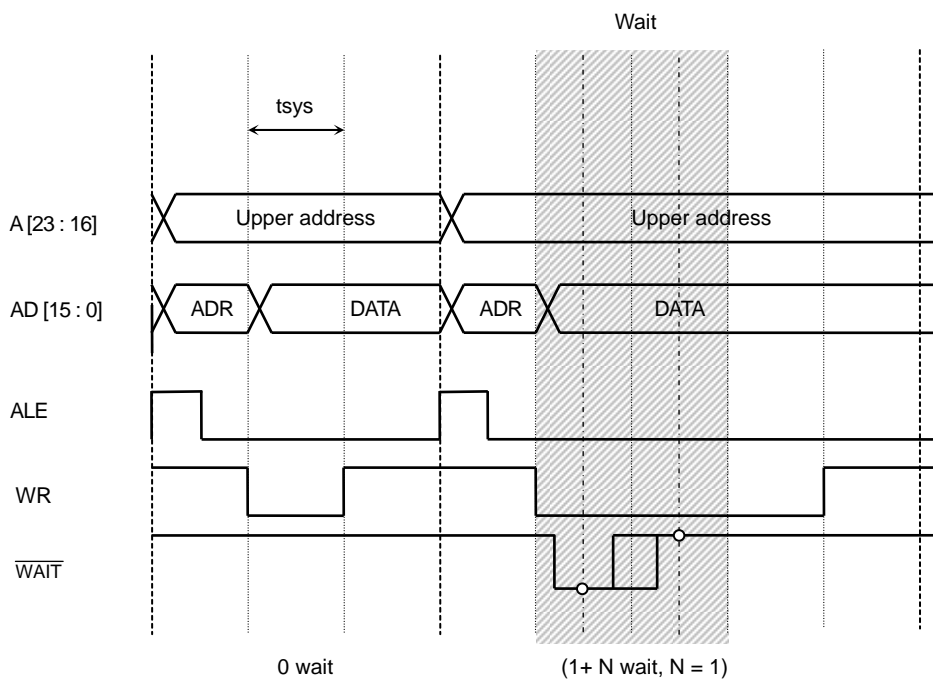 Wait
tsys
A [23 : 16]
Upper address
Upper address
AD [15 : 0]
ADR
DATA
ADR
DATA
ALE
WR
WAIT
0 wait
(1+ N wait, N = 1)